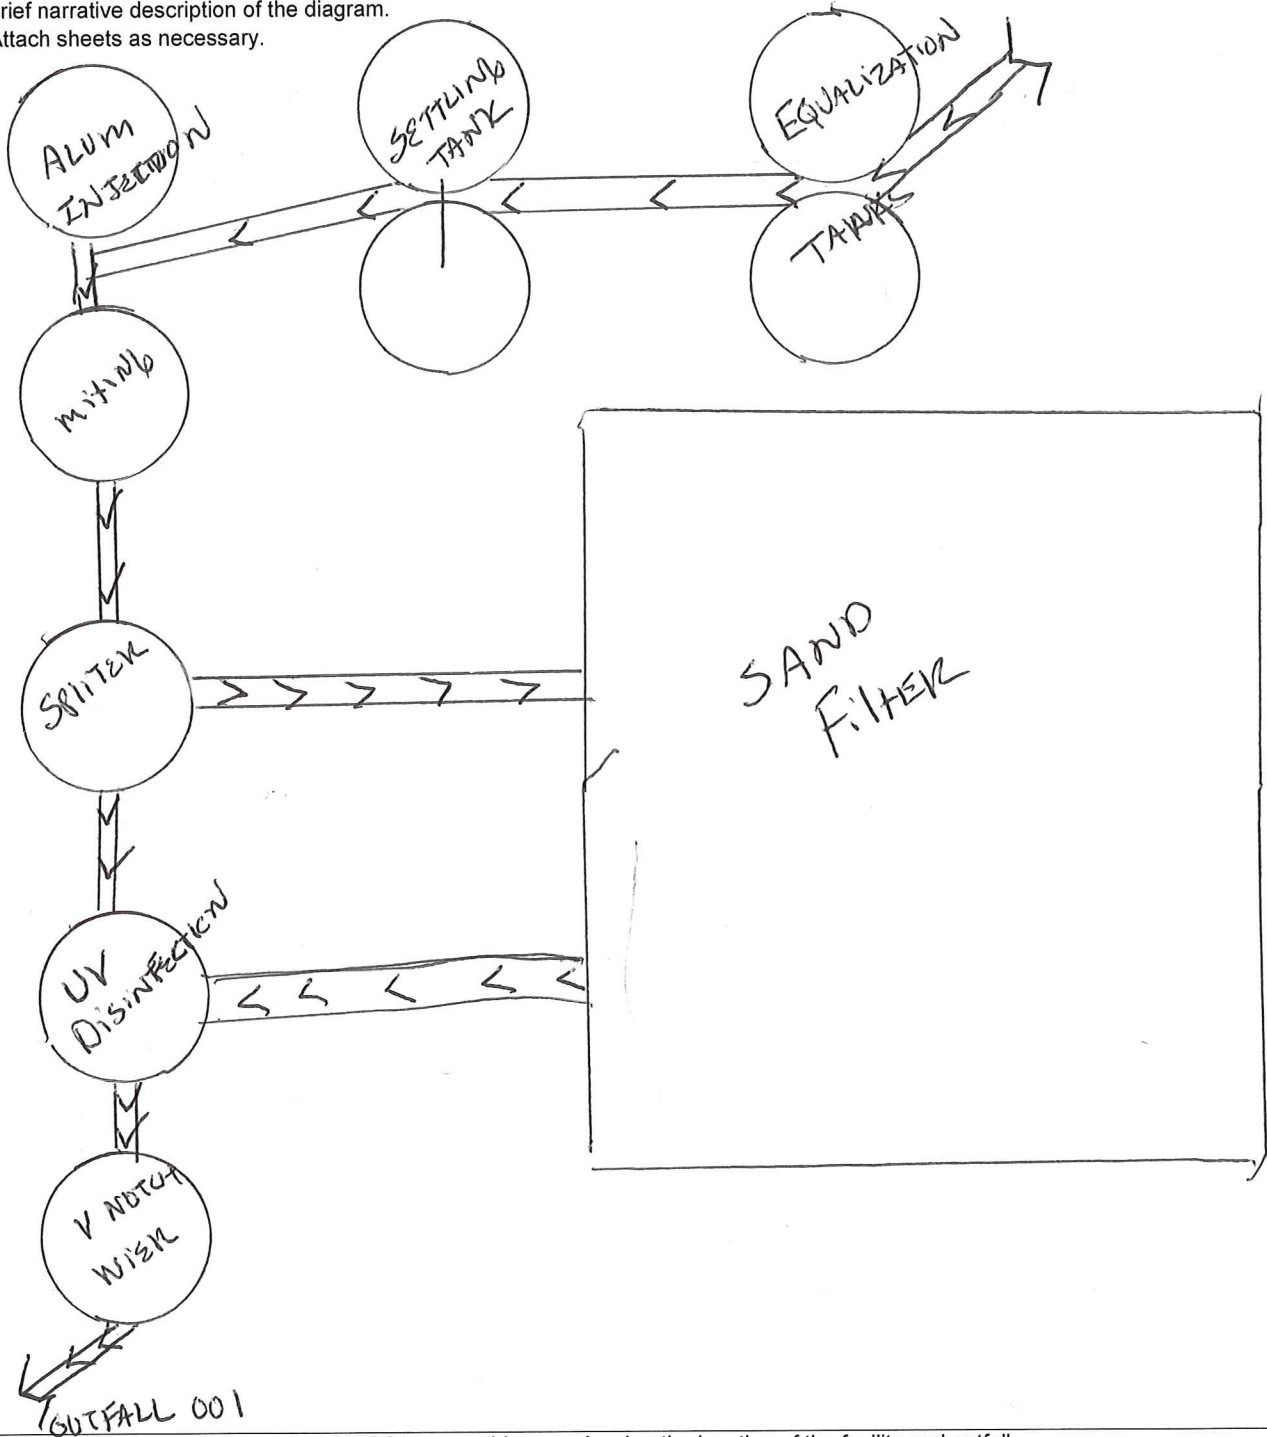 rief narrative description of the diagram.
ttach sheets as necessary.
ALUM
INJECTION
SETTLING
TANK
EQUALIZATION
TANKS
MIXING
SPLITER
SAND
FILTER
UV
DISINFECTION
V NOTCH
WIER
OUTFALL 001